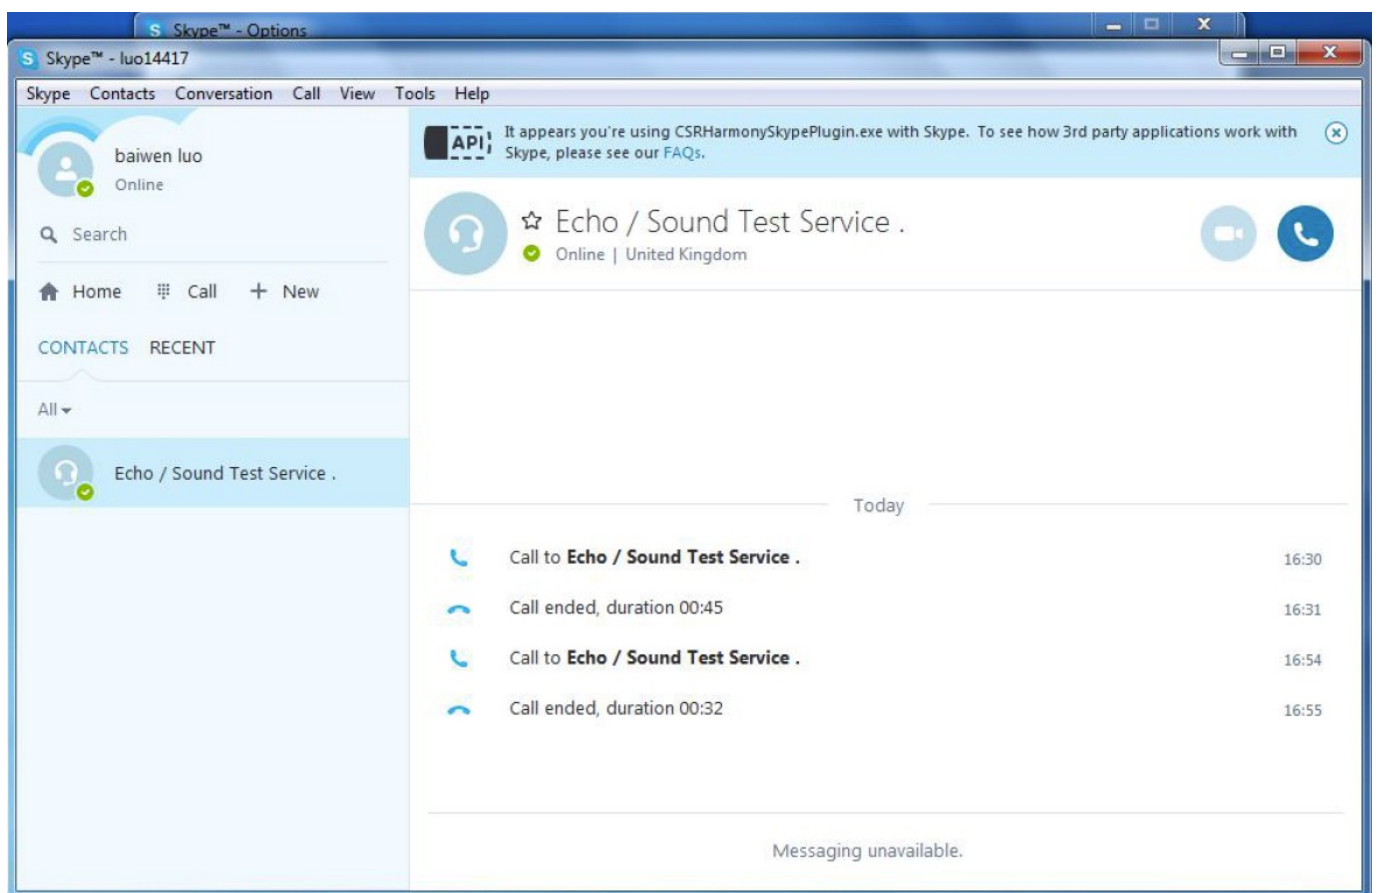 Skype™ - Options
Skype™ - luo14417
Skype Contacts Conversation Call View Tools Help
baiwen luo
Online
Search
Home Call + New
CONTACTS RECENT
All
Echo / Sound Test Service .
API
It appears you're using CSRHarmonySkypePlugin.exe with Skype. To see how 3rd party applications work with
Skype, please see our FAQs.
Echo / Sound Test Service .
Online | United Kingdom
Today
Call to Echo / Sound Test Service . 16:30
Call ended, duration 00:45 16:31
Call to Echo / Sound Test Service . 16:54
Call ended, duration 00:32 16:55
Messaging unavailable.